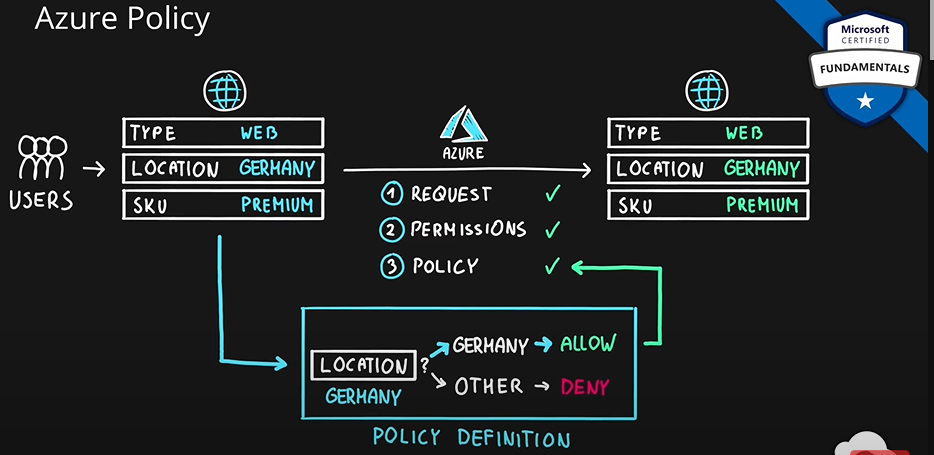 Azure Policy
Microsoft
CERTIFIED
FUNDAMENTALS
USERS
TYPE WEB
LOCATION GERMANY
SKU PREMIUM
AZURE
1 REQUEST ✓
2 PERMISSIONS ✓
3 POLICY ✓
TYPE WEB
LOCATION GERMANY
SKU PREMIUM
LOCATION ?
GERMANY
GERMANY → ALLOW
OTHER → DENY
POLICY DEFINITION